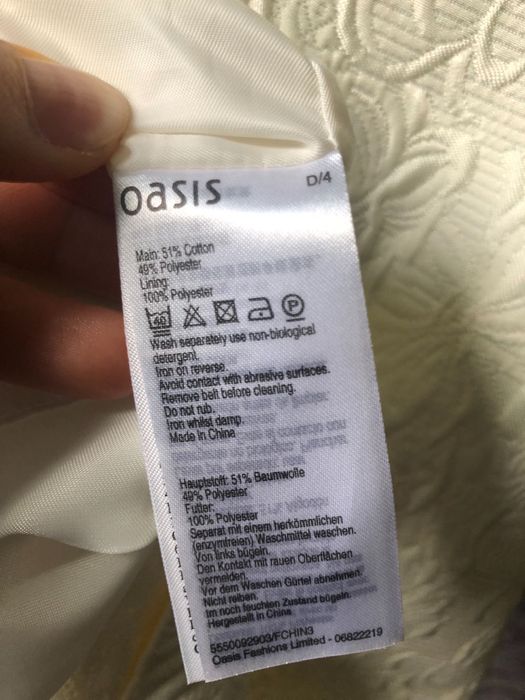 oasis
D/4
Main: 51% Cotton
49% Polyester
Lining:
100% Polyester
40 P
Wash separately use non-biological
detergent.
Iron on reverse.
Avoid contact with abrasive surfaces.
Remove belt before cleaning.
Do not rub.
Iron whilst damp.
Made in China
Hauptstoff: 51% Baumwolle
49% Polyester
Futter:
100% Polyester
Separat mit einem herkömmlichen
(enzymfreien) Waschmittel waschen.
Von links bügeln.
Den Kontakt mit rauen Oberflächen
vermeiden.
Vor dem Waschen Gürtel abnehmen.
Nicht reiben.
Im noch feuchten Zustand bügeln.
Hergestellt in China
5550092903/FCHIN3
Oasis Fashions Limited - 06822219